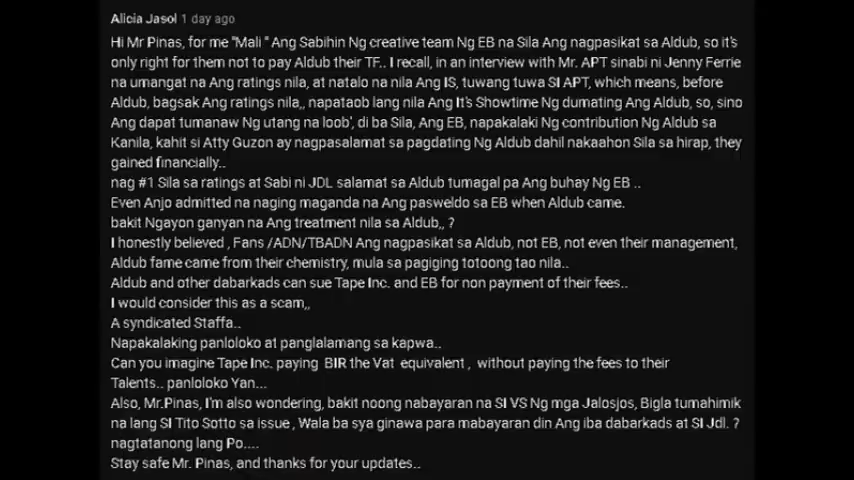 Alicia Jasol 1 day ago
Hi Mr Pinas, for me "Mali " Ang Sabihin Ng creative team Ng EB na Sila Ang nagpasikat sa Aldub, so it's
only right for them not to pay Aldub their TF.. I recall, in an interview with Mr. APT sinabi ni Jenny Ferrie
na umangat na Ang ratings nila, at natalo na nila Ang IS, tuwang tuwa SI APT, which means, before
Aldub, bagsak Ang ratings nila,, napataob lang nila Ang It's Showtime Ng dumating Ang Aldub, so, sino
Ang dapat tumanaw Ng utang na loob', di ba Sila, Ang EB, napakalaki Ng contribution Ng Aldub sa
Kanila, kahit si Atty Guzon ay nagpasalamat sa pagdating Ng Aldub dahil nakaahon Sila sa hirap, they
gained financially..
nag #1 Sila sa ratings at Sabi ni JDL salamat sa Aldub tumagal pa Ang buhay Ng EB ..
Even Anjo admitted na naging maganda na Ang pasweldo sa EB when Aldub came.
bakit Ngayon ganyan na Ang treatment nila sa Aldub,, ?
I honestly believed , Fans /ADN/TBADN Ang nagpasikat sa Aldub, not EB, not even their management,
Aldub fame came from their chemistry, mula sa pagiging totoong tao nila..
Aldub and other dabarkads can sue Tape Inc. and EB for non payment of their fees..
I would consider this as a scam,,
A syndicated Staffa..
Napakalaking panloloko at panglalamang sa kapwa..
Can you imagine Tape Inc. paying BIR the Vat equivalent , without paying the fees to their
Talents.. panloloko Yan...
Also, Mr.Pinas, I'm also wondering, bakit noong nabayaran na SI VS Ng mga Jalosjos, Bigla tumahimik
na lang SI Tito Sotto sa issue , Wala ba sya ginawa para mabayaran din Ang iba dabarkads at SI Jdl. ?
nagtatanong lang Po....
Stay safe Mr. Pinas, and thanks for your updates..